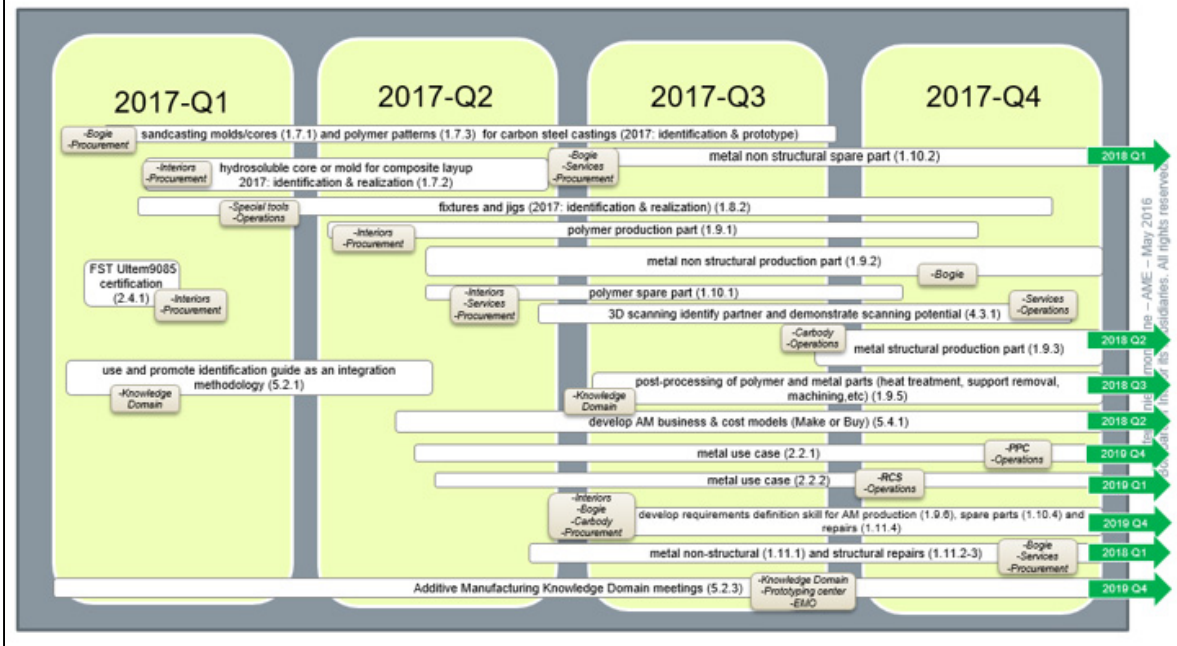 2017-Q1
2017-Q2
2017-Q3
2017-Q4
-Bogie
-Procurement
sandcasting molds/cores (1.7.1) and polymer patterns (1.7.3) for carbon steel castings (2017: identification & prototype)
-Interiors
-Procurement
hydrosoluble core or mold for composite layup
2017: identification & realization (1.7.2)
-Bogie
-Services
-Procurement
metal non structural spare part (1.10.2)
2018 Q1
-Special tools
-Operations
fixtures and jigs (2017: identification & realization) (1.8.2)
-Interiors
-Procurement
polymer production part (1.9.1)
metal non structural production part (1.9.2)
-Bogie
FST Ultem9085
certification
(2.4.1)
-Interiors
-Procurement
-Interiors
-Services
-Procurement
polymer spare part (1.10.1)
3D scanning identify partner and demonstrate scanning potential (4.3.1)
-Services
-Operations
-Carbody
-Operations
metal structural production part (1.9.3)
2018 Q2
use and promote identification guide as an integration
methodology (5.2.1)
-Knowledge
Domain
-Knowledge
Domain
post-processing of polymer and metal parts (heat treatment, support removal,
machining,etc) (1.9.5)
2018 Q3
develop AM business & cost models (Make or Buy) (5.4.1)
2018 Q2
metal use case (2.2.1)
-PPC
-Operations
2019 Q4
metal use case (2.2.2)
-RCS
-Operations
2019 Q1
-Interiors
-Bogie
-Carbody
-Procurement
develop requirements definition skill for AM production (1.9.6), spare parts (1.10.4) and
repairs (1.11.4)
2019 Q4
metal non-structural (1.11.1) and structural repairs (1.11.2-3)
-Bogie
-Services
-Procurement
2018 Q1
Additive Manufacturing Knowledge Domain meetings (5.2.3)
-Knowledge Domain
-Prototyping center
-EMO
2019 Q4
– AME – May 2016
All rights reserved